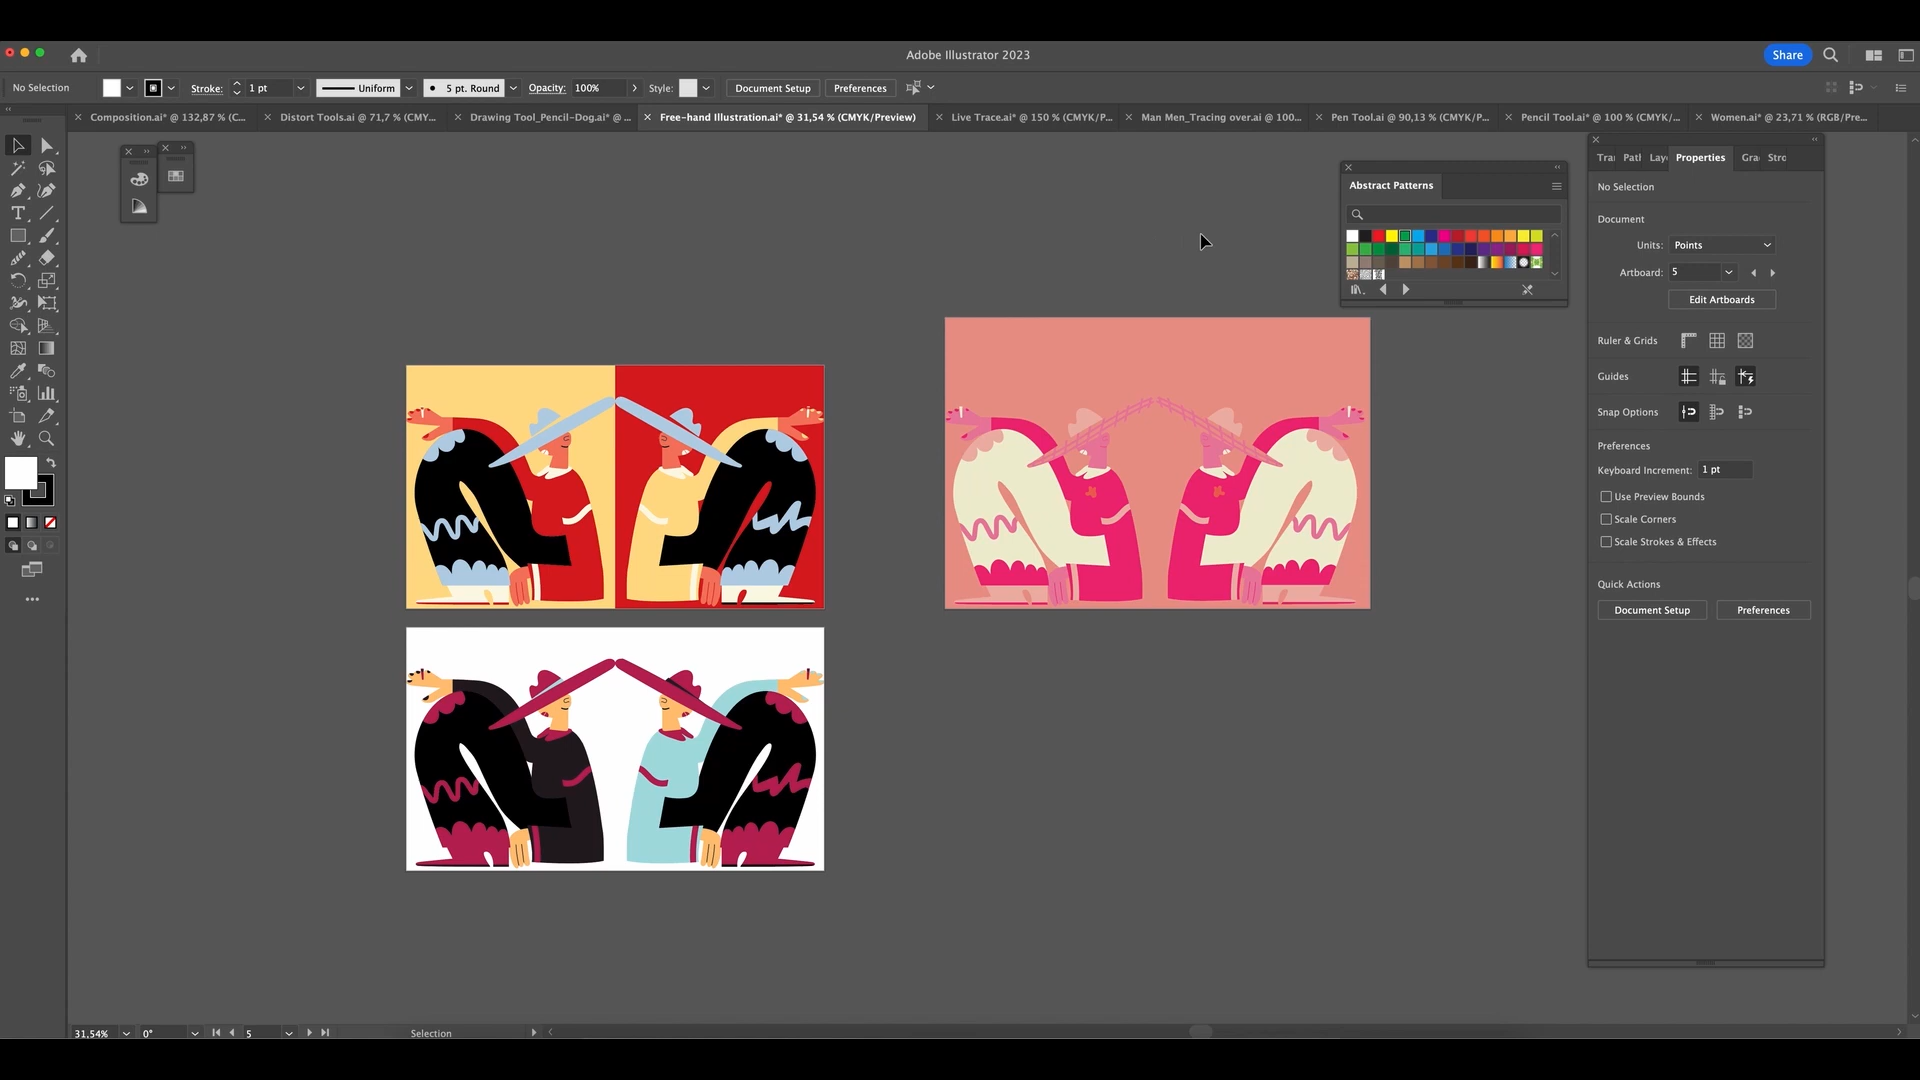 Adobe Illustrator 2023
Share
No Selection
Stroke:
1 pt
Uniform
5 pt. Round
Opacity:
100%
Style:
Document Setup
Preferences
Composition.ai* @ 132,87 % (C...
Distort Tools.ai @ 71,7 % (CMY...
Drawing Tool_Pencil-Dog.ai* @ ...
Free-hand Illustration.ai* @ 31,54 % (CMYK/Preview)
Live Trace.ai* @ 150 % (CMYK/P...
Man Men_Tracing over.ai @ 100...
Pen Tool.ai @ 90,13 % (CMYK/P...
Pencil Tool.ai* @ 100 % (CMYK/...
Women.ai* @ 23,71 % (RGB/Pre...
Abstract Patterns
Trai
Path
Laye
Properties
Gra
Stro
No Selection
Document
Units:
Points
Artboard:
5
Edit Artboards
Ruler & Grids
Guides
Snap Options
Preferences
Keyboard Increment:
1 pt
Use Preview Bounds
Scale Corners
Scale Strokes & Effects
Quick Actions
Document Setup
Preferences
31,54%
0°
5
Selection